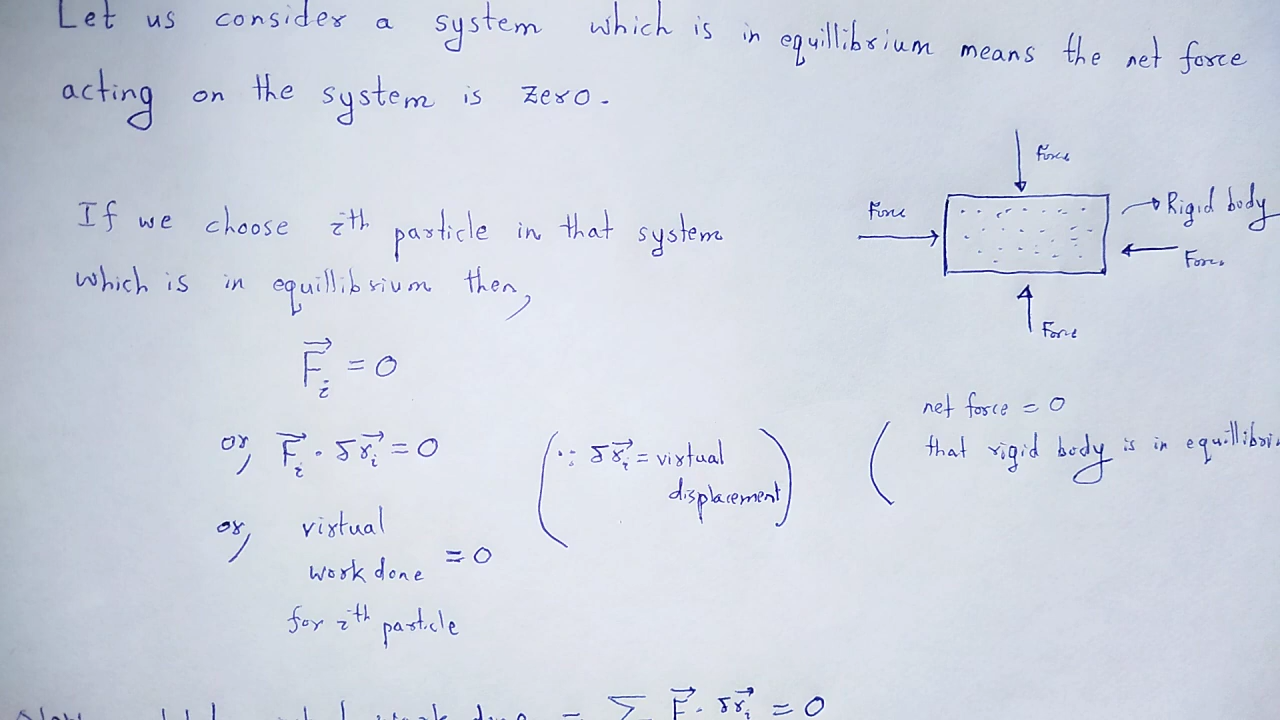 Let us consider a system which is in equillibrium means the net force
acting on the system is zero.
Force
Force
Rigid body
Force
Force
If we choose ith particle in that system
which is in equillibrium then,
F⃗i = 0
or, F⃗i · δr⃗i = 0
(∵ δr⃗i = virtual
displacement)
net force = 0
(that rigid body is in equillibri
or, virtual
work done = 0
for ith particle
work done = Σ F⃗ · δr⃗i = 0